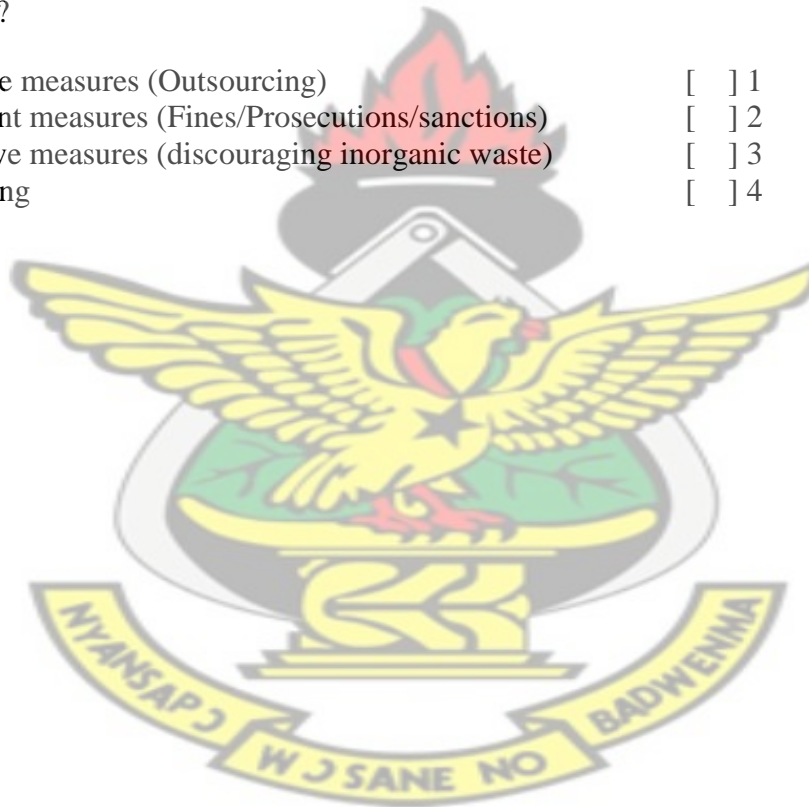 ?
e measures (Outsourcing) [ ] 1
nt measures (Fines/Prosecutions/sanctions) [ ] 2
ve measures (discouraging inorganic waste) [ ] 3
ng [ ] 4
NYANSAPƆ WƆSANE NO BADWENMA